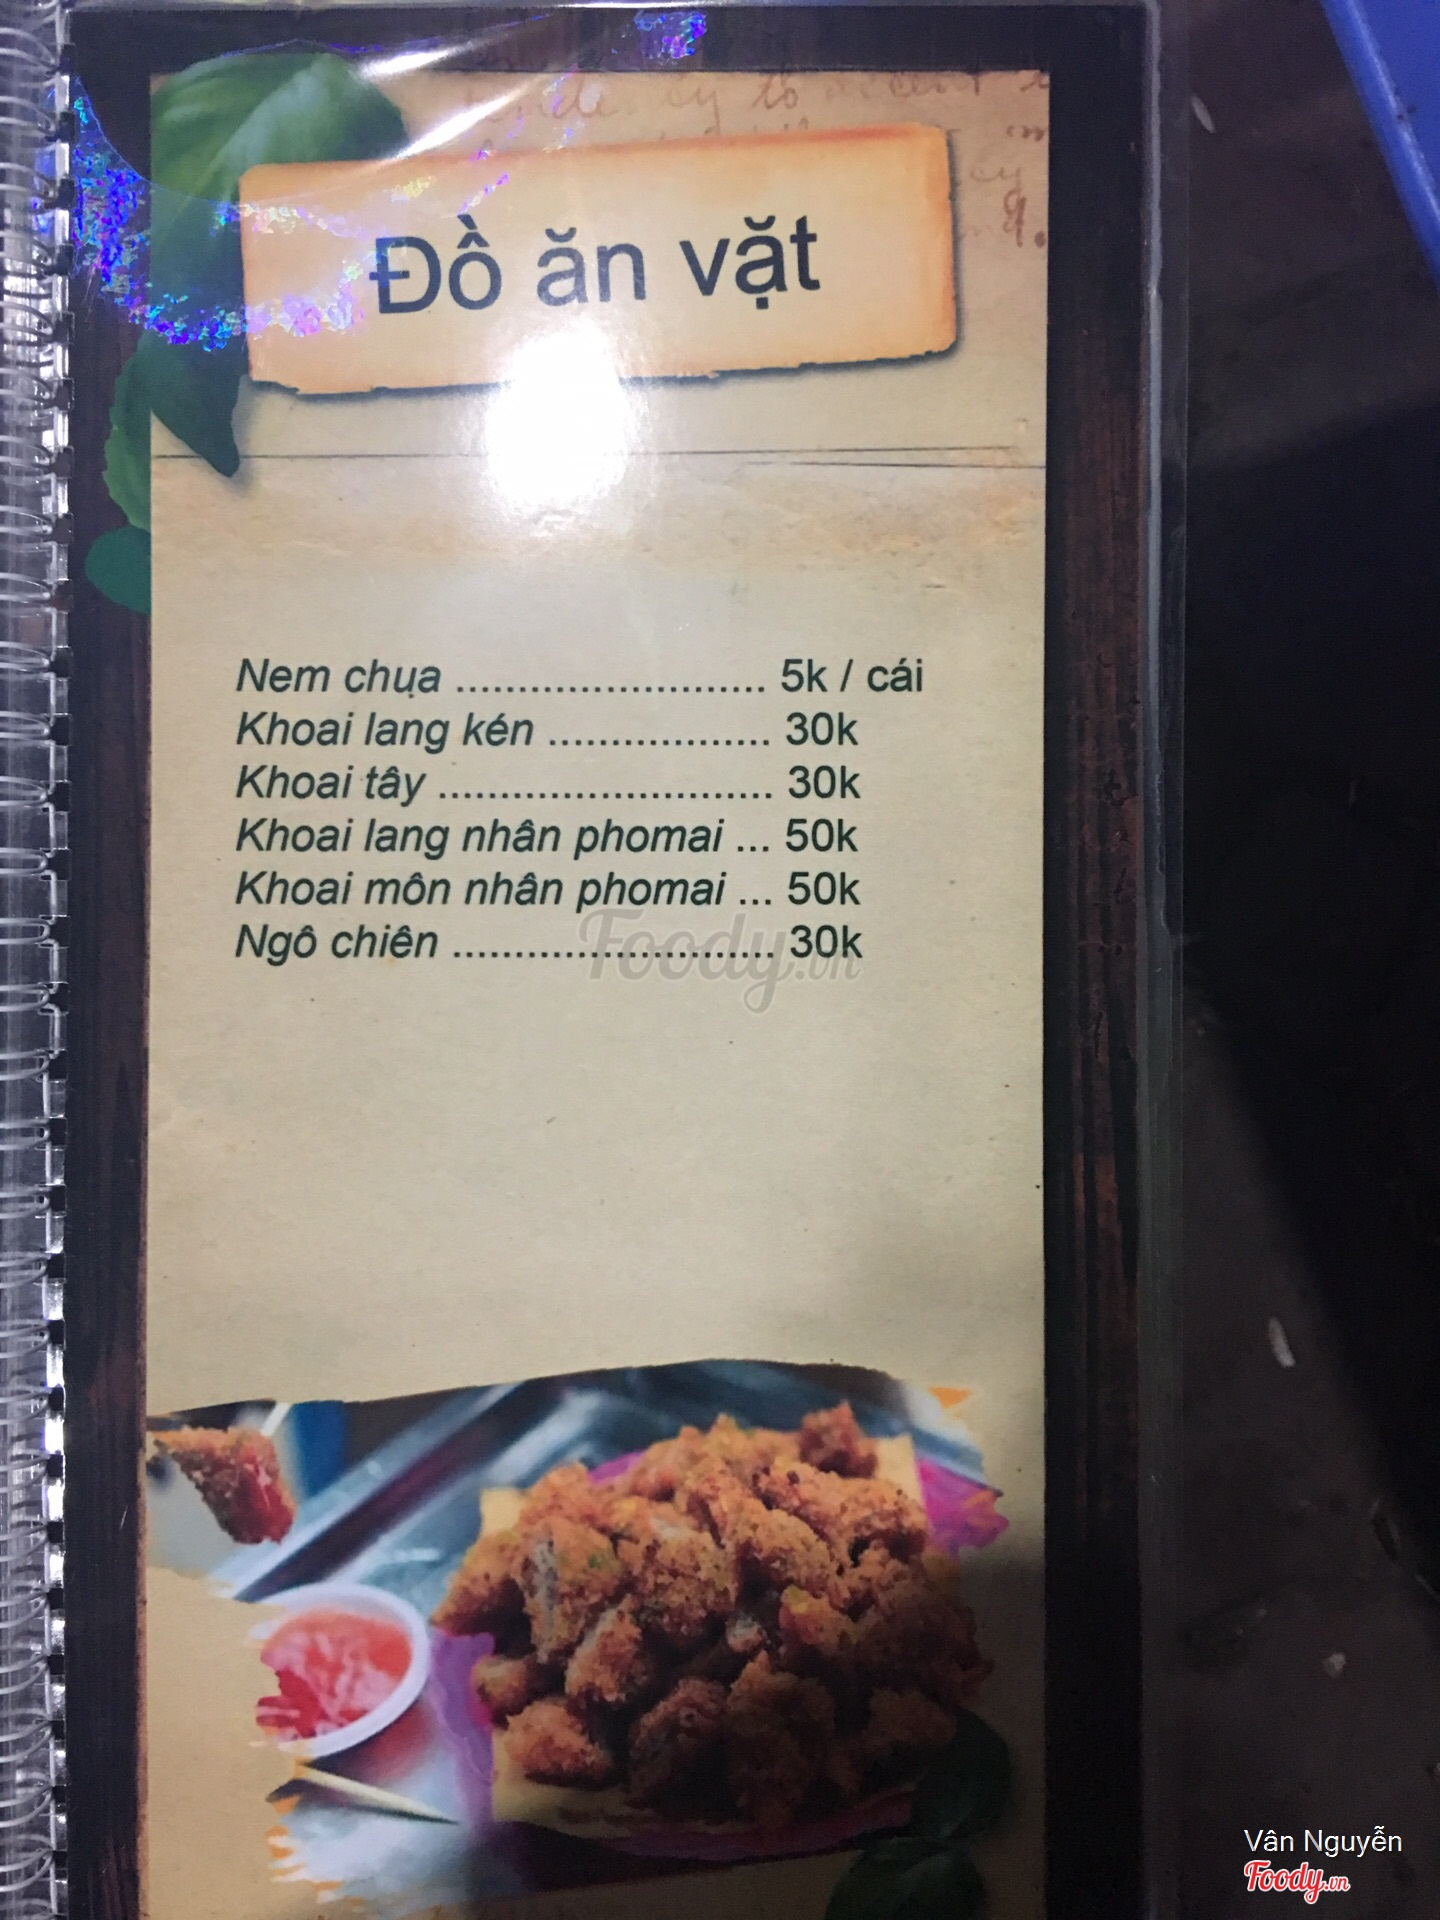 Đồ ăn vặt
Nem chụa ......................... 5k / cái
Khoai lang kén .................. 30k
Khoai tây ........................... 30k
Khoai lang nhân phomai ... 50k
Khoai môn nhân phomai ... 50k
Ngô chiên .......................... 30k
Foody.vn
Vân Nguyễn
Foody.vn